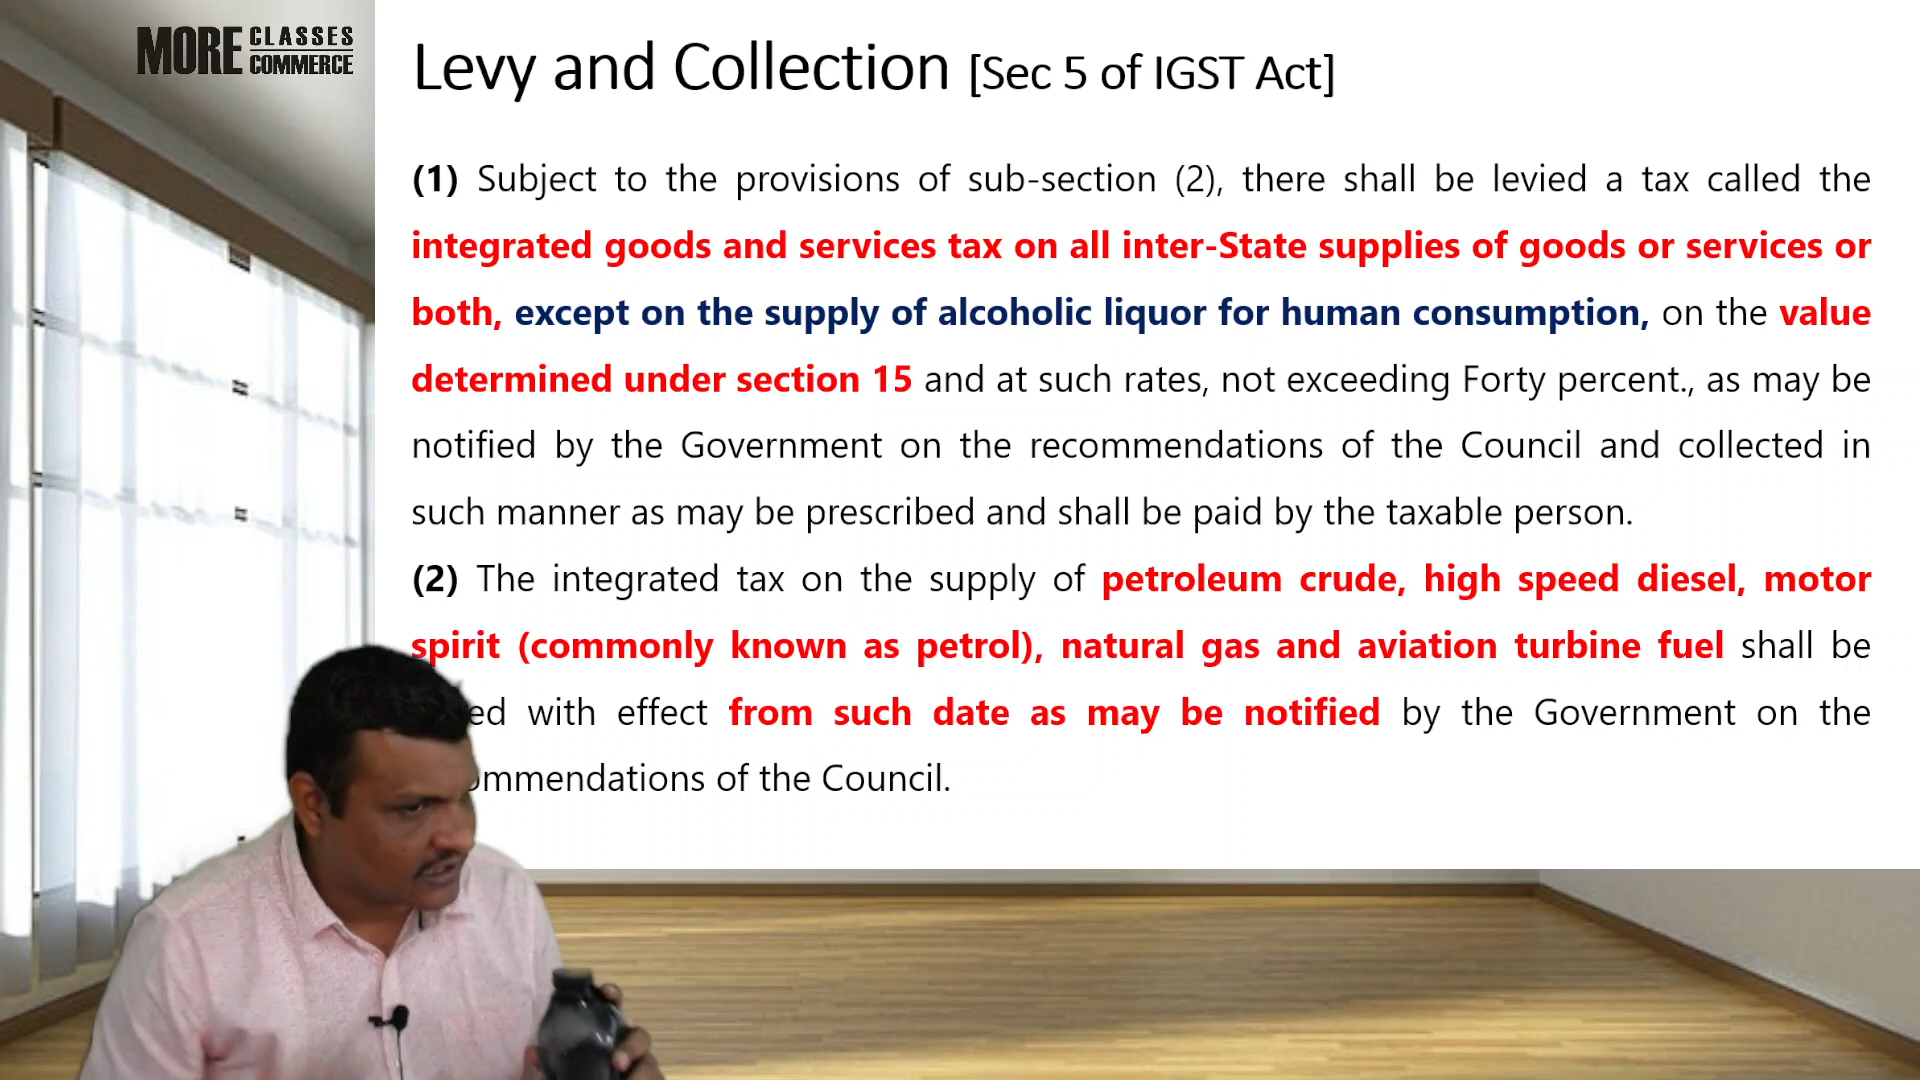 MORE CLASSES COMMERCE
Levy and Collection [Sec 5 of IGST Act]
(1) Subject to the provisions of sub-section (2), there shall be levied a tax called the
integrated goods and services tax on all inter-State supplies of goods or services or
both, except on the supply of alcoholic liquor for human consumption, on the value
determined under section 15 and at such rates, not exceeding Forty percent., as may be
notified by the Government on the recommendations of the Council and collected in
such manner as may be prescribed and shall be paid by the taxable person.
(2) The integrated tax on the supply of petroleum crude, high speed diesel, motor
spirit (commonly known as petrol), natural gas and aviation turbine fuel shall be
with effect from such date as may be notified by the Government on the
of the Council.